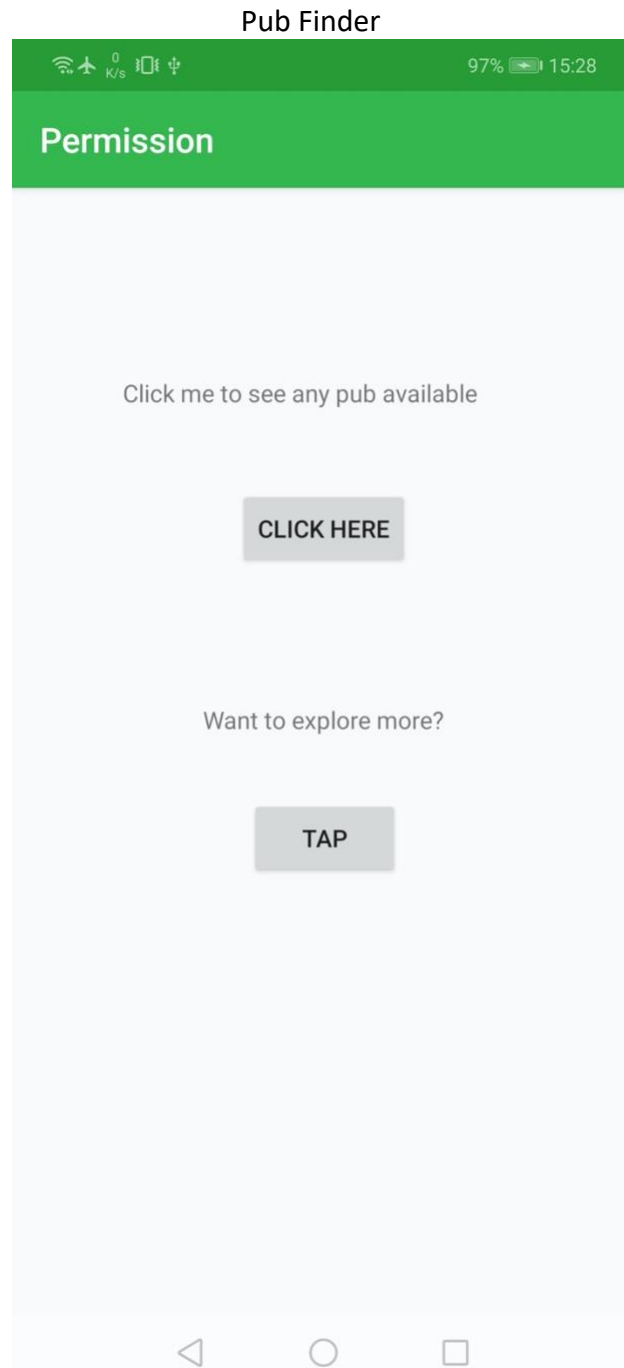 Pub Finder
0
K/s
97% 15:28
Permission
Click me to see any pub available
CLICK HERE
Want to explore more?
TAP